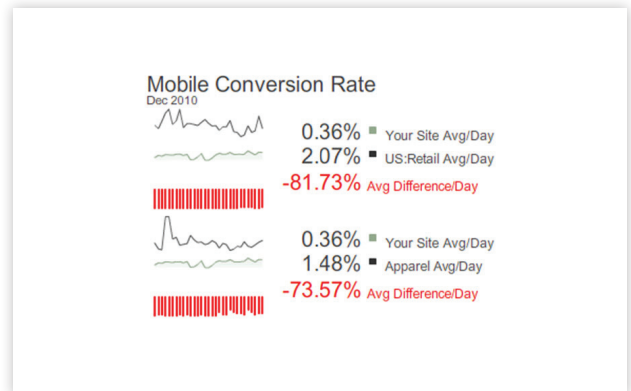 Mobile Conversion Rate
Dec 2010
0.36% Your Site Avg/Day
2.07% US:Retail Avg/Day
-81.73% Avg Difference/Day
0.36% Your Site Avg/Day
1.48% Apparel Avg/Day
-73.57% Avg Difference/Day